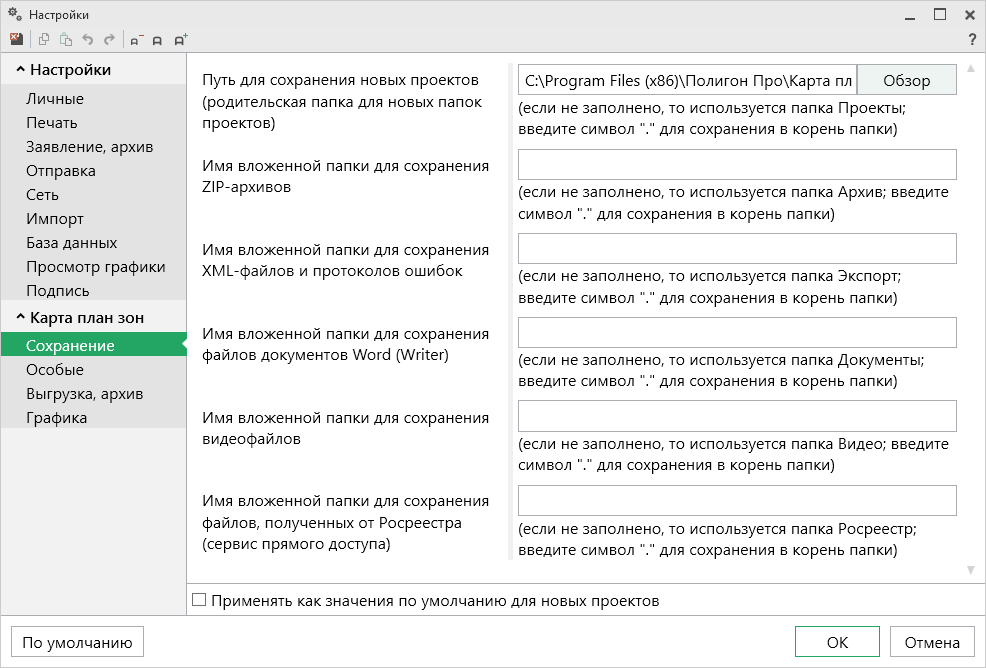 Настройки
?
Настройки
Личные
Печать
Заявление, архив
Отправка
Сеть
Импорт
База данных
Просмотр графики
Подпись
Карта план зон
Сохранение
Особые
Выгрузка, архив
Графика
Путь для сохранения новых проектов
(родительская папка для новых папок
проектов)
C:\Program Files (x86)\Полигон Про\Карта пл
Обзор
(если не заполнено, то используется папка Проекты;
введите символ "." для сохранения в корень папки)
Имя вложенной папки для сохранения
ZIP-архивов
(если не заполнено, то используется папка Архив; введите
символ "." для сохранения в корень папки)
Имя вложенной папки для сохранения
XML-файлов и протоколов ошибок
(если не заполнено, то используется папка Экспорт;
введите символ "." для сохранения в корень папки)
Имя вложенной папки для сохранения
файлов документов Word (Writer)
(если не заполнено, то используется папка Документы;
введите символ "." для сохранения в корень папки)
Имя вложенной папки для сохранения
видеофайлов
(если не заполнено, то используется папка Видео; введите
символ "." для сохранения в корень папки)
Имя вложенной папки для сохранения
файлов, полученных от Росреестра
(сервис прямого доступа)
(если не заполнено, то используется папка Росреестр;
введите символ "." для сохранения в корень папки)
Применять как значения по умолчанию для новых проектов
По умолчанию
ОК
Отмена